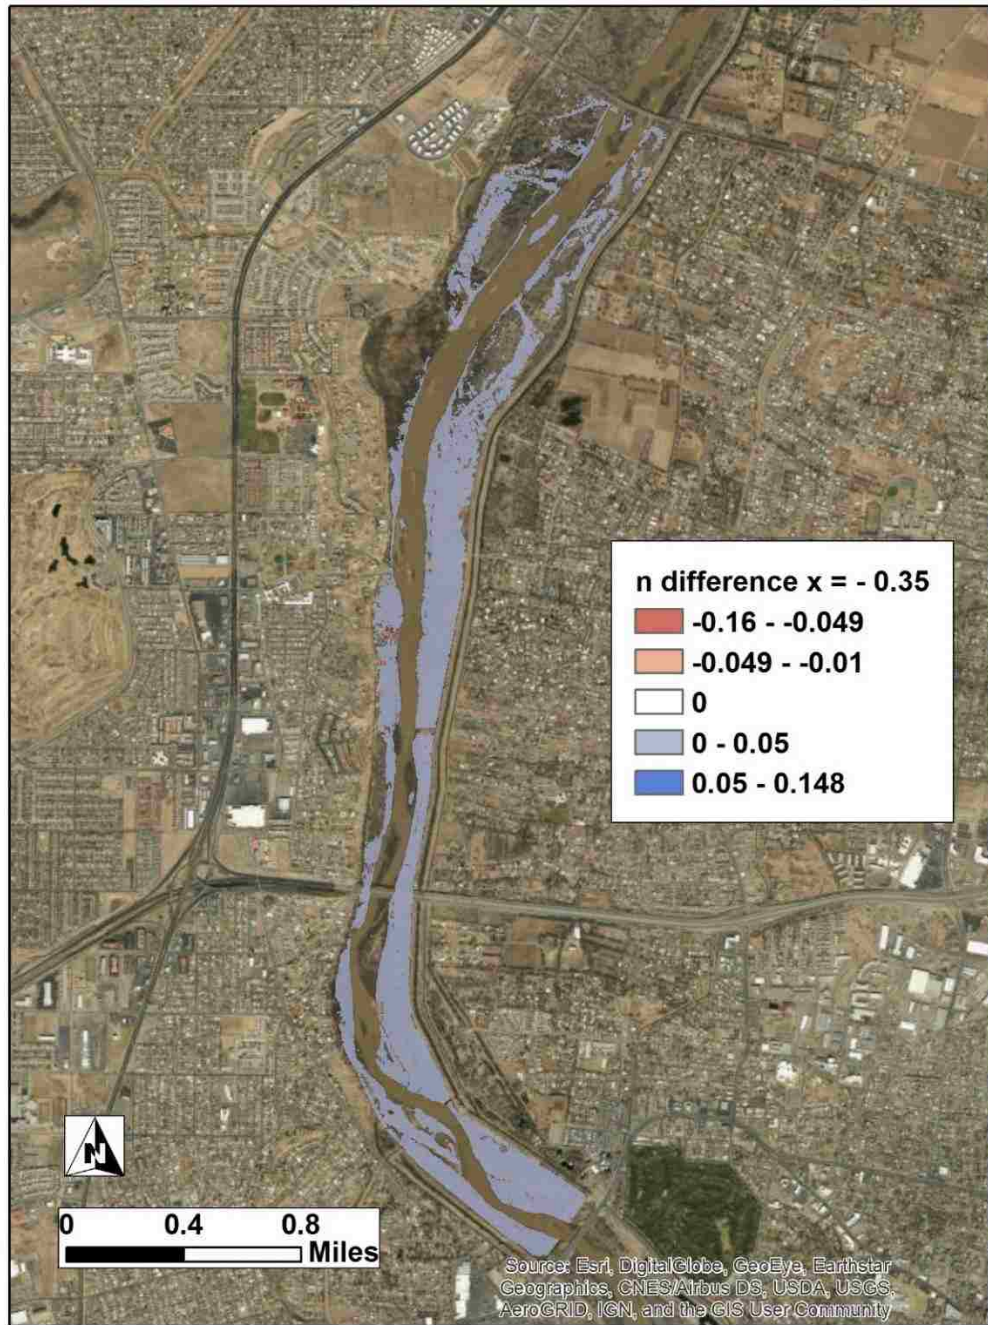 n difference x = - 0.35
-0.16 - -0.049
-0.049 - -0.01
0
0 - 0.05
0.05 - 0.148
N
0 0.4 0.8
Miles
Source: Esri, DigitalGlobe, GeoEye, Earthstar
Geographics, CNES/Airbus DS, USDA, USGS,
AeroGRID, IGN, and the GIS User Community